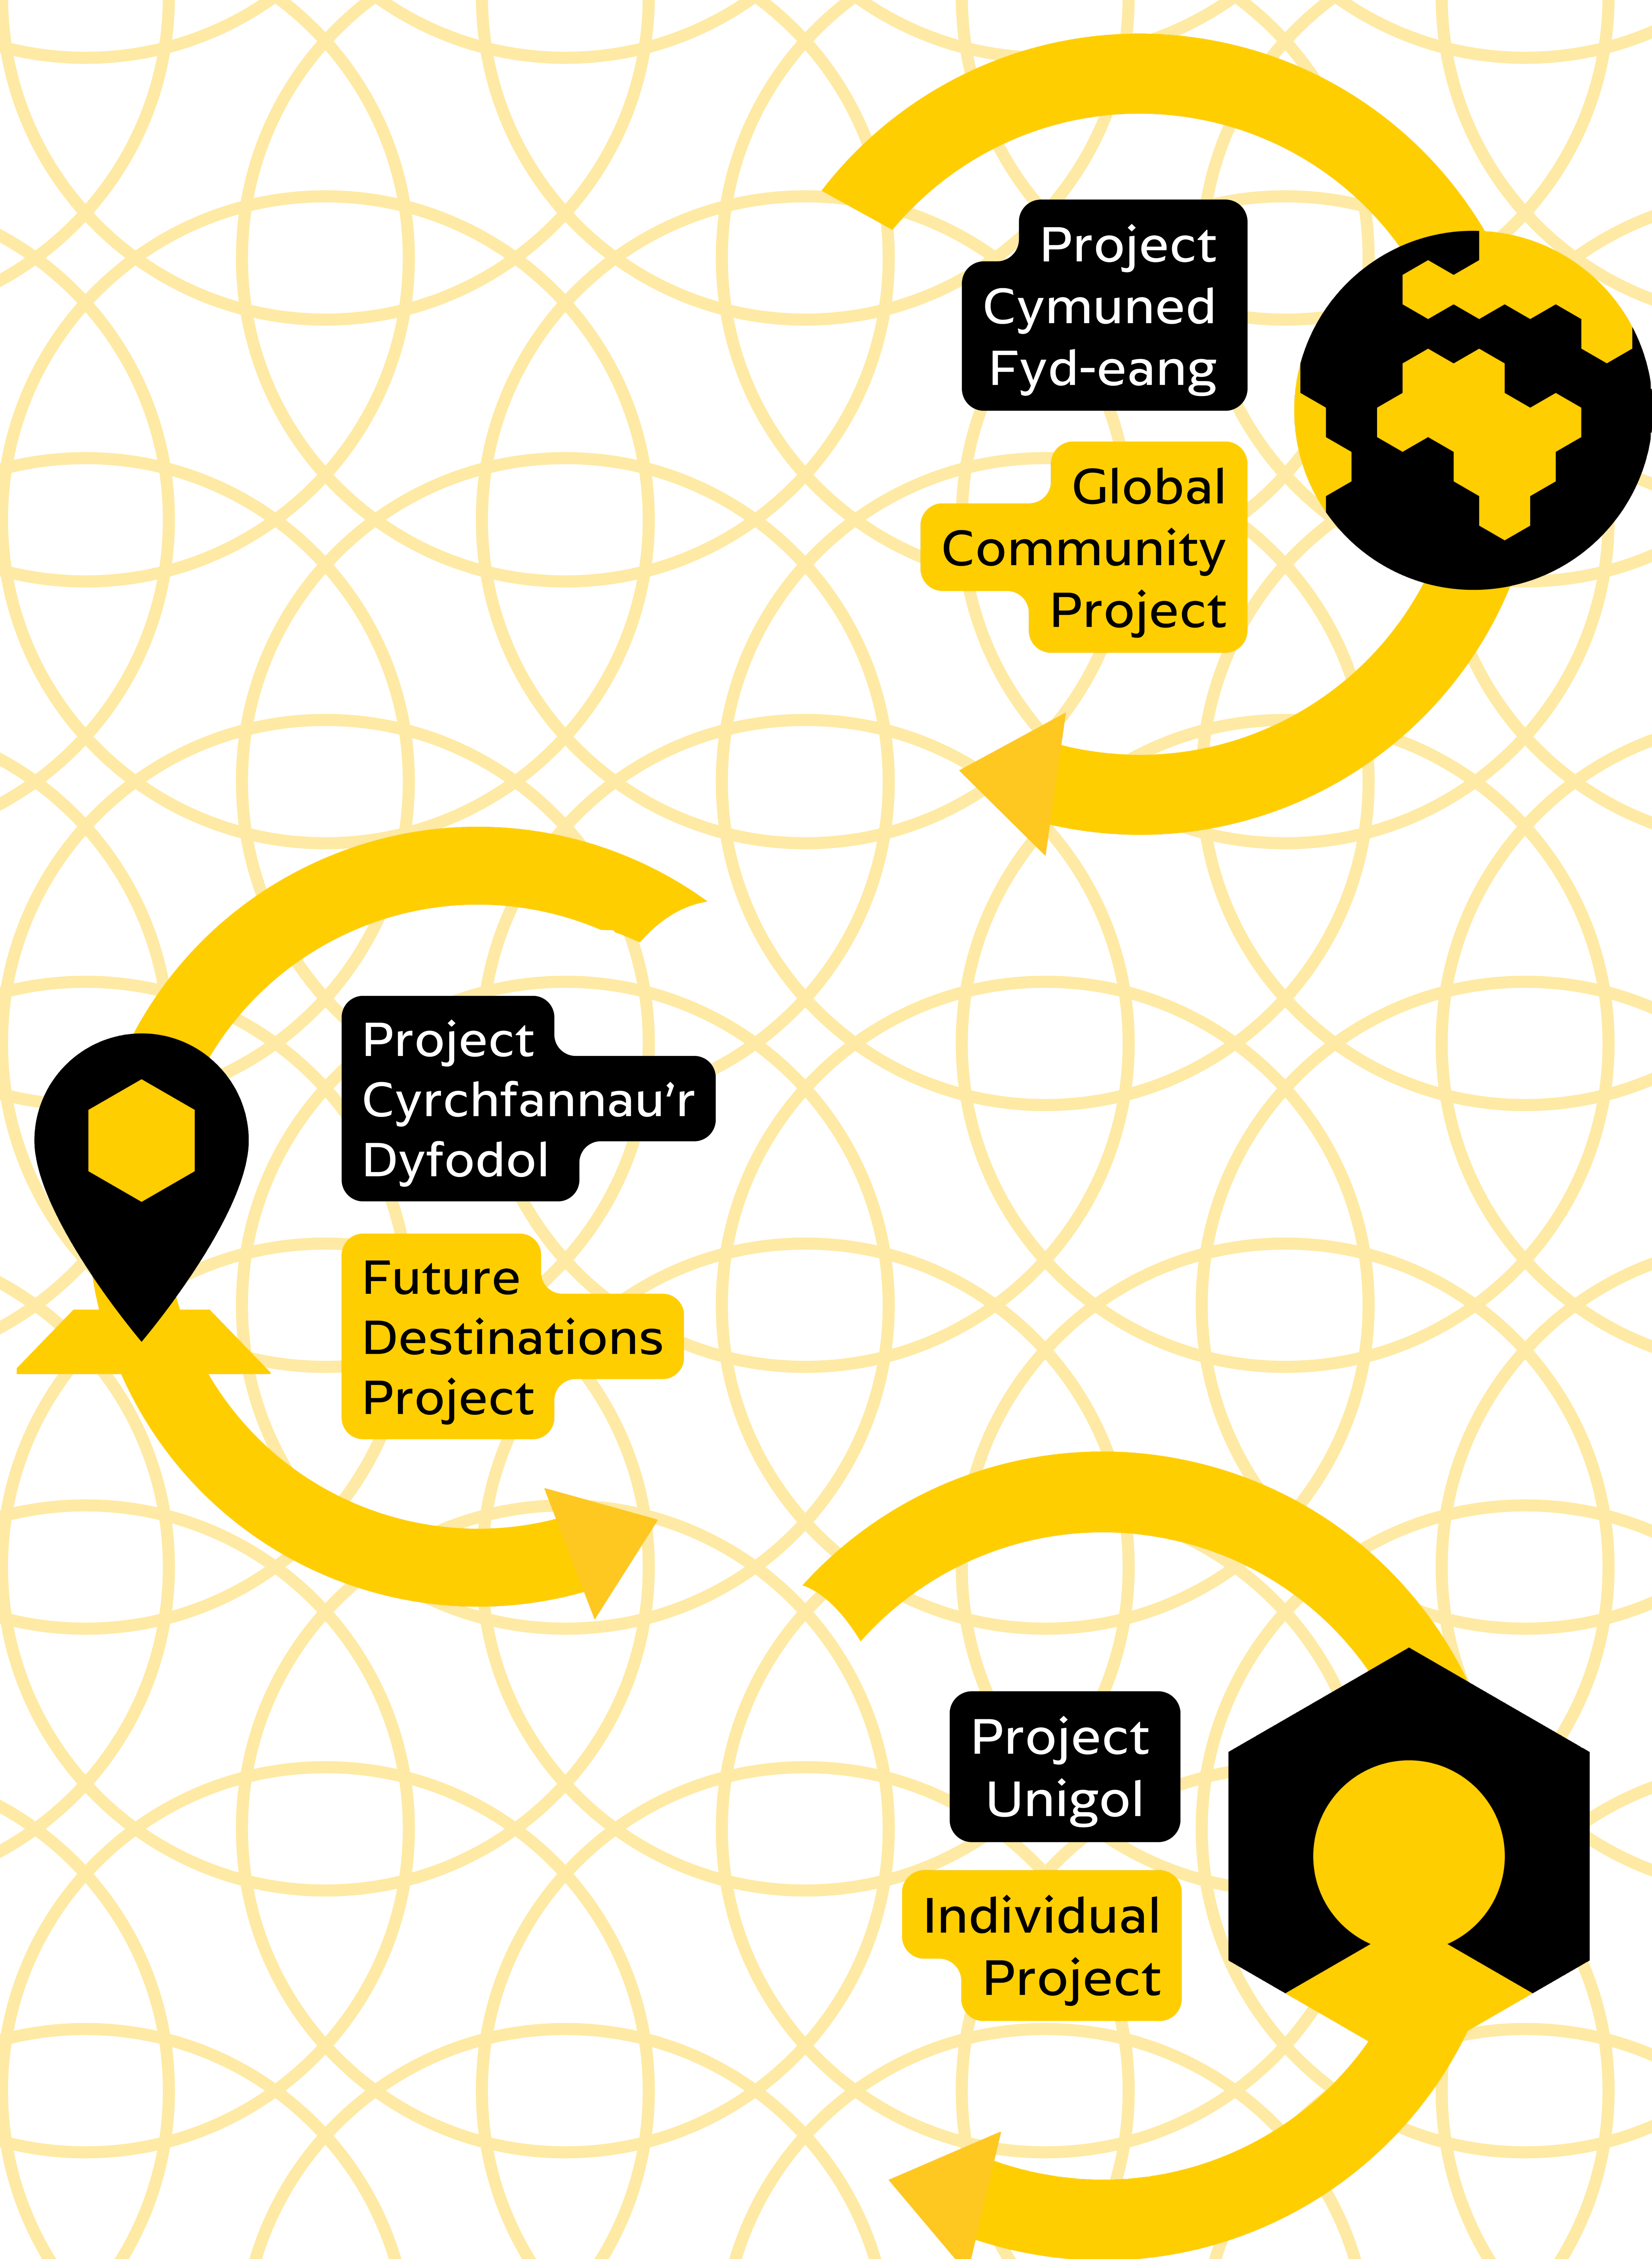 Project
Cymuned
Fyd-eang
Global
Community
Project
Project
Cyrchfannau’r
Dyfodol
Future
Destinations
Project
Project
Unigol
Individual
Project